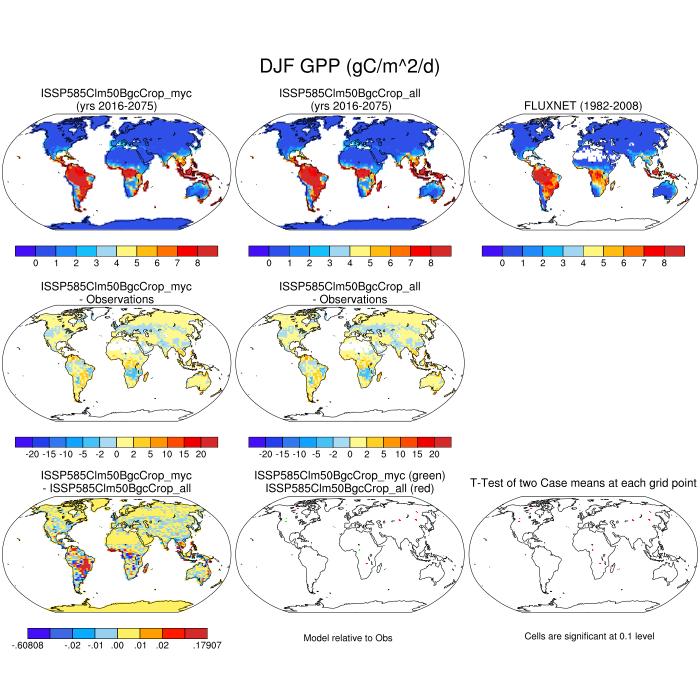 DJF GPP (gC/m^2/d)
ISSP585Clm50BgcCrop_myc
(yrs 2016-2075)
ISSP585Clm50BgcCrop_all
(yrs 2016-2075)
FLUXNET (1982-2008)
0 1 2 3 4 5 6 7 8
0 1 2 3 4 5 6 7 8
0 1 2 3 4 5 6 7 8
ISSP585Clm50BgcCrop_myc
- Observations
ISSP585Clm50BgcCrop_all
- Observations
-20 -15 -10 -5 -2 0 2 5 10 15 20
-20 -15 -10 -5 -2 0 2 5 10 15 20
ISSP585Clm50BgcCrop_myc
- ISSP585Clm50BgcCrop_all
ISSP585Clm50BgcCrop_myc (green)
ISSP585Clm50BgcCrop_all (red)
T-Test of two Case means at each grid point
-.60808 -.02 -.01 .00 .01 .02 .17907
Model relative to Obs
Cells are significant at 0.1 level